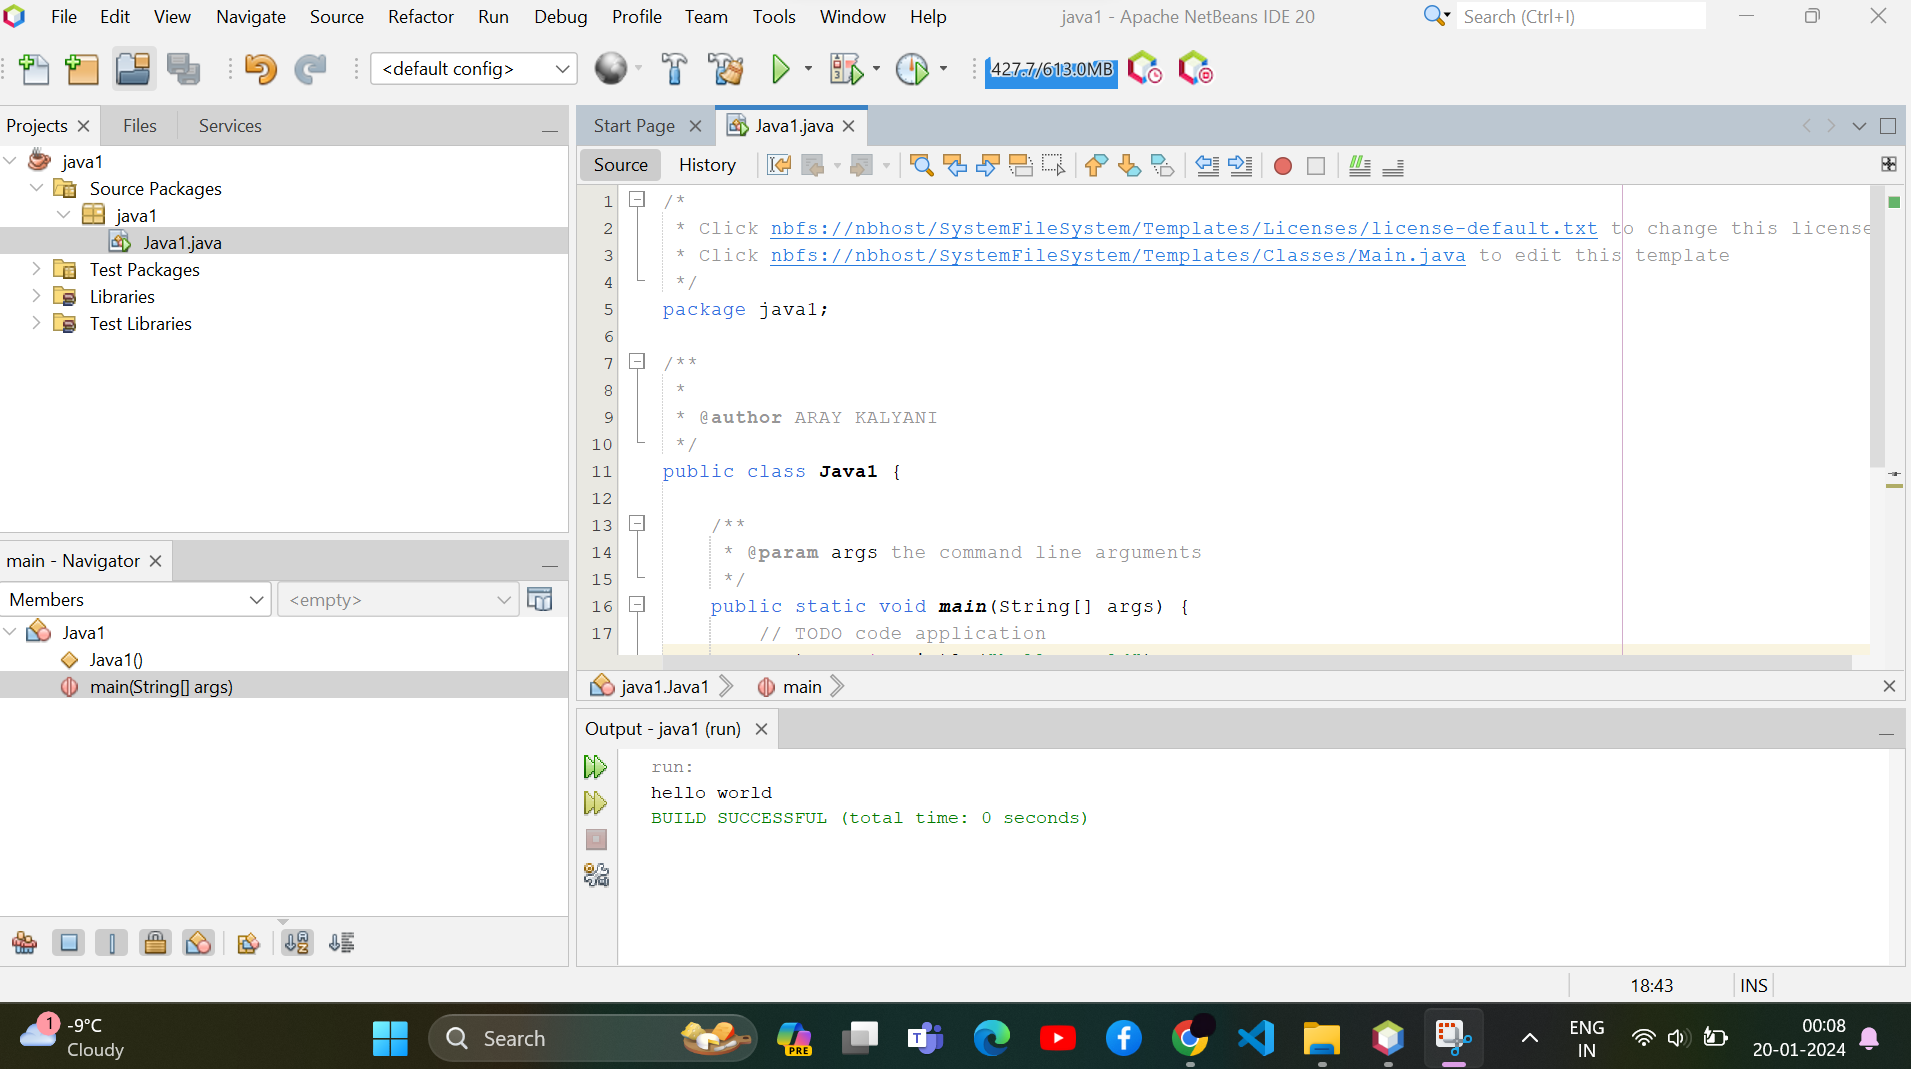 File Edit View Navigate Source Refactor Run Debug Profile Team Tools Window Help
java1 - Apache NetBeans IDE 20
Search (Ctrl+I)
<default config>
427.7/613.0MB
Projects Files Services
java1
Source Packages
java1
Java1.java
Test Packages
Libraries
Test Libraries
main - Navigator
Members
<empty>
Java1
Java1()
main(String[] args)
Start Page Java1.java
Source History
1 /*
2 * Click nbfs://nbhost/SystemFileSystem/Templates/Licenses/license-default.txt to change this license
3 * Click nbfs://nbhost/SystemFileSystem/Templates/Classes/Main.java to edit this template
4 */
5 package java1;
6
7 /**
8 *
9 * @author ARAY KALYANI
10 */
11 public class Java1 {
12
13 /**
14 * @param args the command line arguments
15 */
16 public static void main(String[] args) {
17 // TODO code application
java1.Java1 main
Output - java1 (run)
run:
hello world
BUILD SUCCESSFUL (total time: 0 seconds)
18:43 INS
1
-9°C
Cloudy
Search
PRE
ENG
IN
00:08
20-01-2024